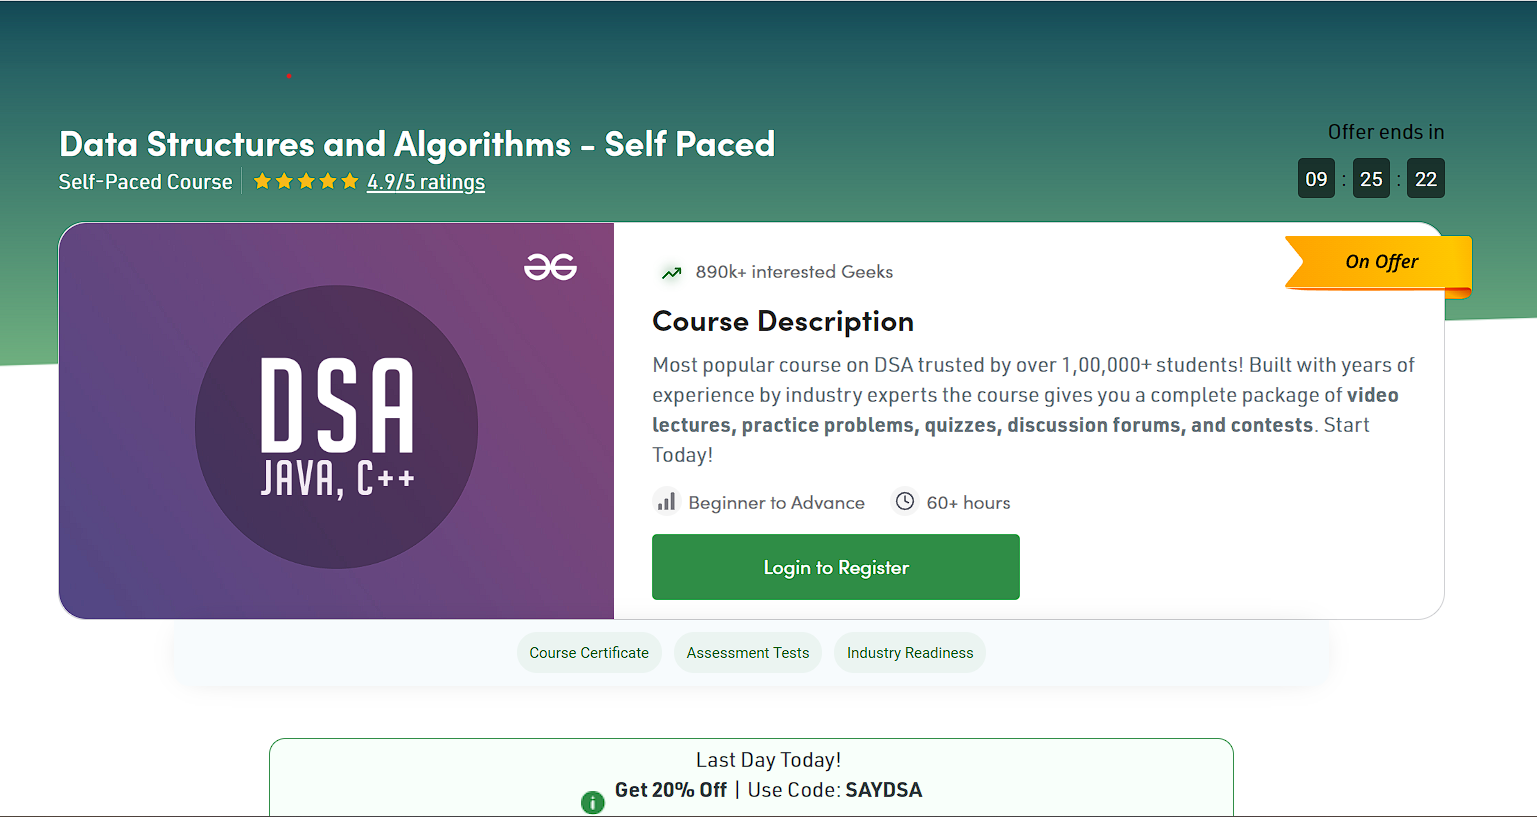 Data Structures and Algorithms - Self Paced
Self-Paced Course
4.9/5 ratings
Offer ends in
09 : 25 : 22
On Offer
DSA
JAVA, C++
890k+ interested Geeks
Course Description
Most popular course on DSA trusted by over 1,00,000+ students! Built with years of
experience by industry experts the course gives you a complete package of video
lectures, practice problems, quizzes, discussion forums, and contests. Start
Today!
Beginner to Advance
60+ hours
Login to Register
Course Certificate
Assessment Tests
Industry Readiness
Last Day Today!
Get 20% Off | Use Code: SAYDSA